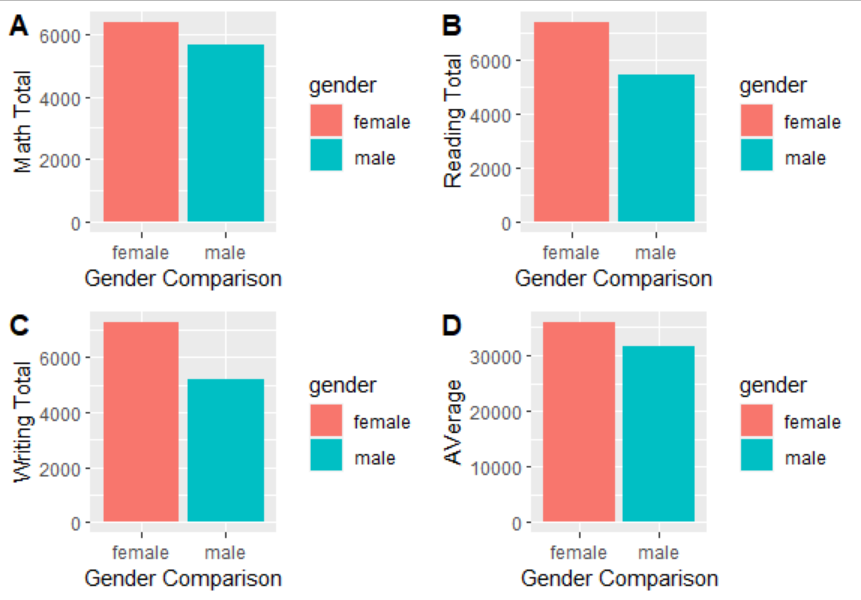 A
Math Total
6000
4000
2000
0
female
male
Gender Comparison
gender
female
male
B
Reading Total
6000
4000
2000
0
female
male
Gender Comparison
gender
female
male
C
Writing Total
6000
4000
2000
0
female
male
Gender Comparison
gender
female
male
D
AVerage
30000
20000
10000
0
female
male
Gender Comparison
gender
female
male